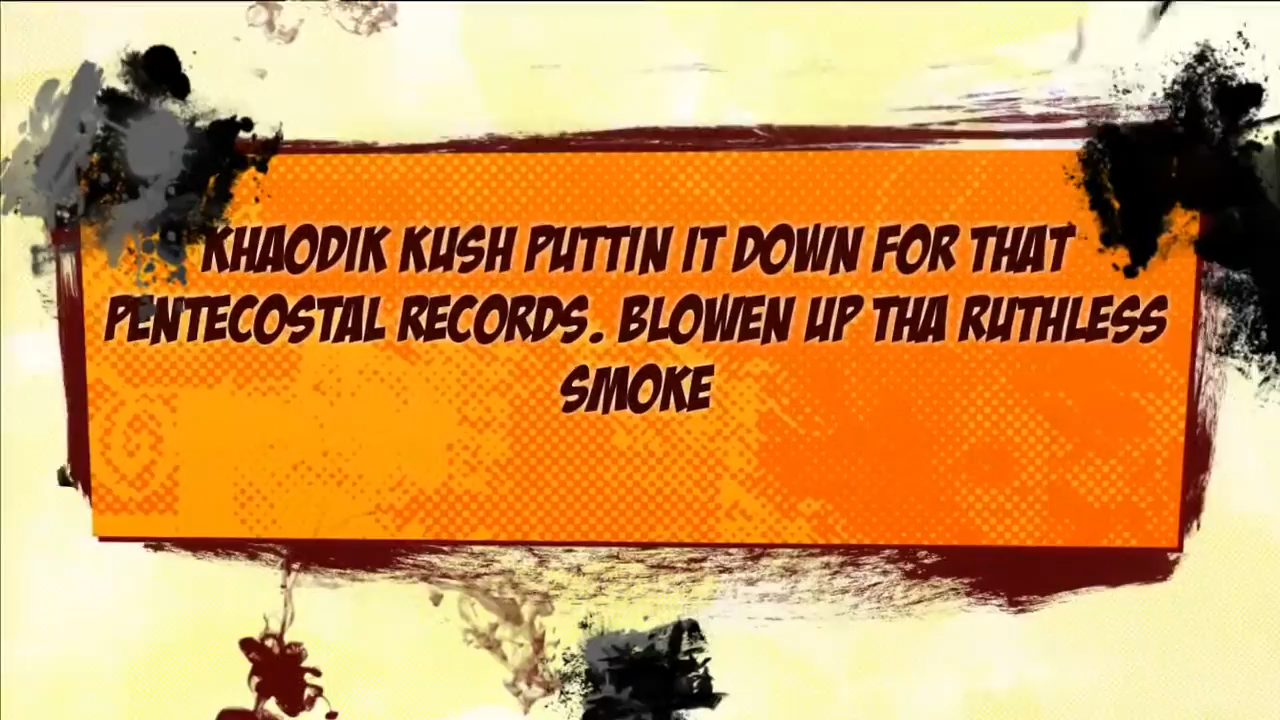 KHAODIK KUSH PUTTIN IT DOWN FOR THAT
PENTECOSTAL RECORDS. BLOWEN UP THA RUTHLESS
SMOKE